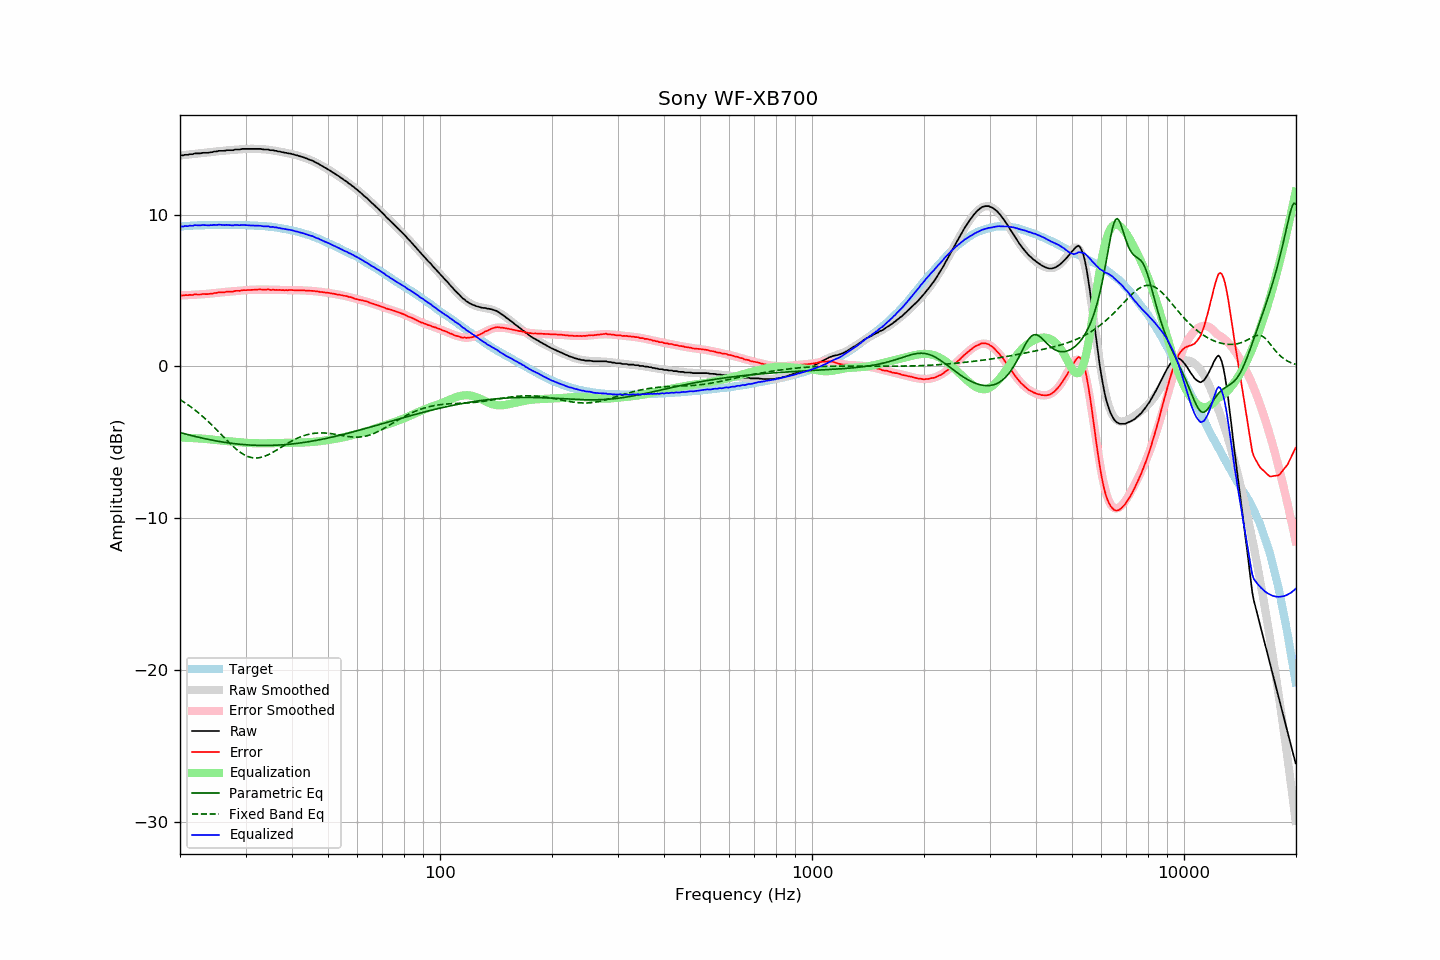 Sony WF-XB700
Amplitude (dBr)
10
0
−10
−20
−30
Target
Raw Smoothed
Error Smoothed
Raw
Error
Equalization
Parametric Eq
Fixed Band Eq
Equalized
100
1000
10000
Frequency (Hz)